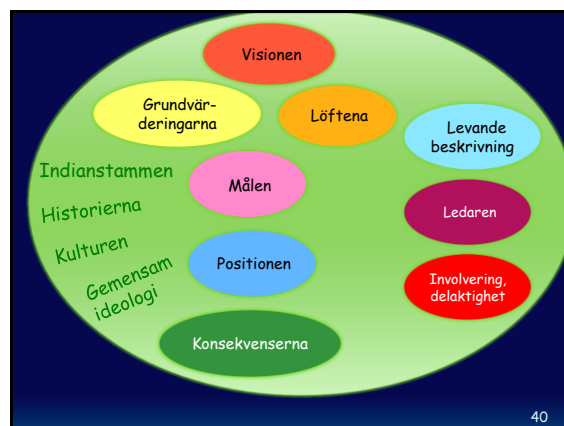 Visionen
Grundvär-
deringarna
Löftena
Levande
beskrivning
Indianstammen
Målen
Historierna
Ledaren
Kulturen
Positionen
Gemensam
ideologi
Involvering,
delaktighet
Konsekvenserna
40